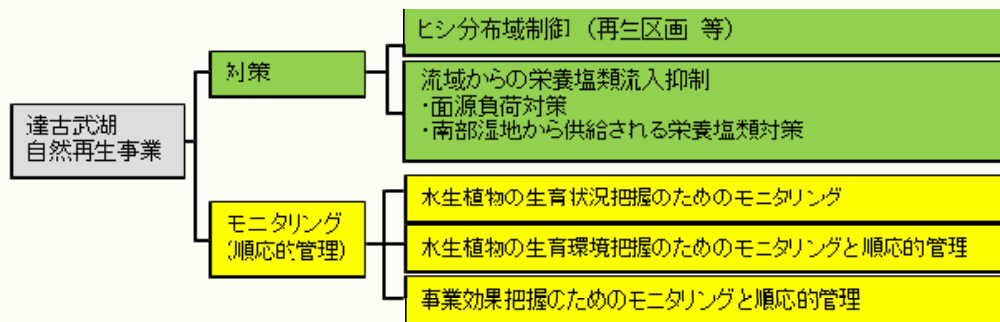 達古武湖
自然再生事業
対策
ヒシ分布域制御（再生区画 等）
流域からの栄養塩類流入抑制
・面源負荷対策
・南部湿地から供給される栄養塩類対策
モニタリング
(順応的管理)
水生植物の生育状況把握のためのモニタリング
水生植物の生育環境把握のためのモニタリングと順応的管理
事業効果把握のためのモニタリングと順応的管理